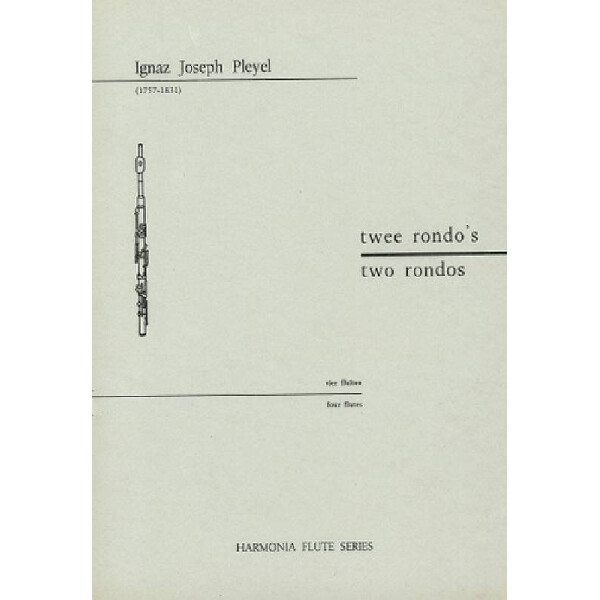 Ignaz Joseph Pleyel
(1757-1831)
twee rondo's
two rondos
vier fluiten
four flutes
HARMONIA FLUTE SERIES